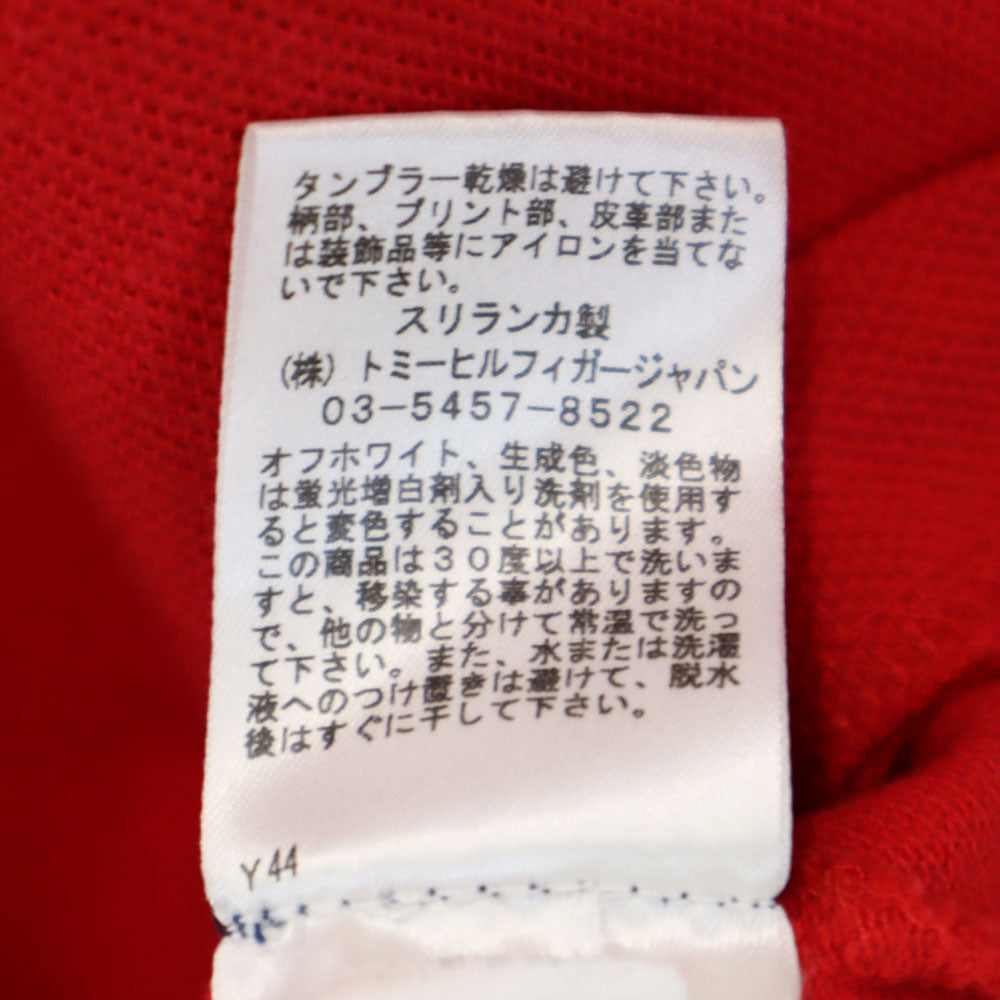 タンブラー乾燥は避けて下さい。
柄部、プリント部、皮革部また
は装飾品等にアイロンを当てな
いで下さい。
スリランカ製
(株) トミーヒルフィガージャパン
03-5457-8522
オフホワイト、生成色、淡色物
は蛍光増白剤入り洗剤を使用す
ると変色することがあります。
この商品は30度以上で洗いま
すと、移染する事がありますの
で、他の物と分けて常温で洗っ
て下さい。また、水または洗濯
液へのつけ置きは避けて、脱水
後はすぐに干して下さい。
Y44